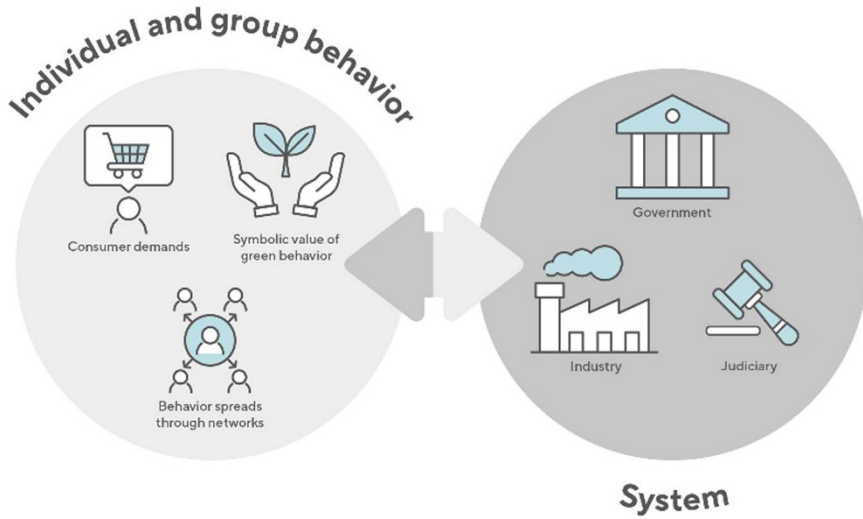 Individual and group behavior
Consumer demands
Symbolic value of
green behavior
Behavior spreads
through networks
Government
Industry
Judiciary
System